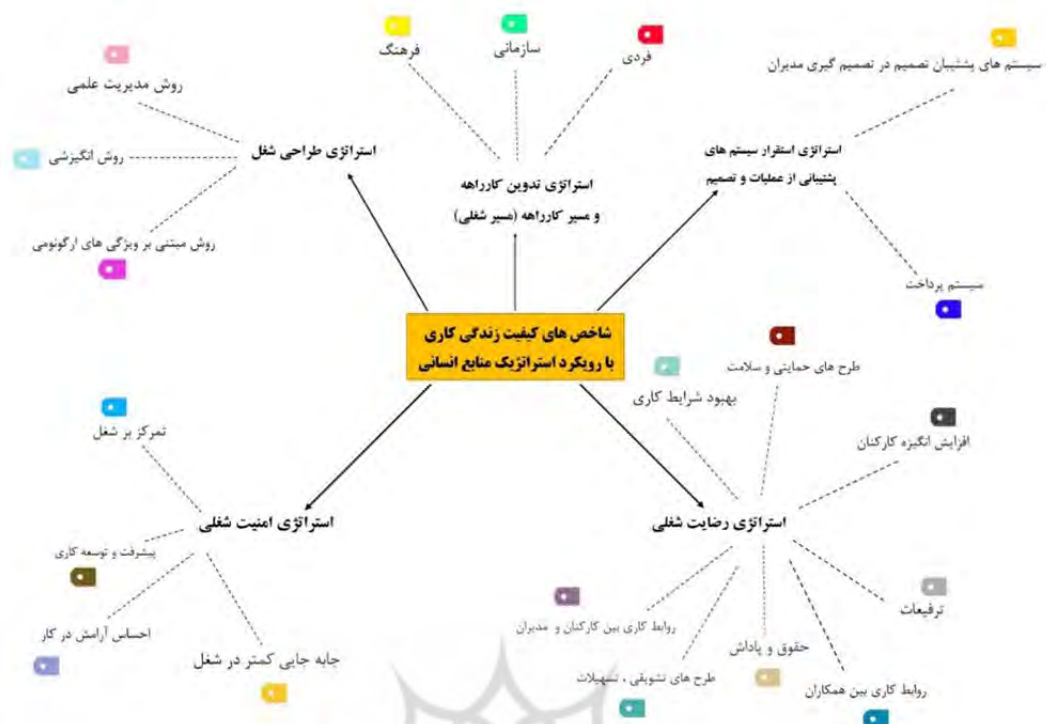 سیستم های پشتیبان تصمیم در تصمیم گیری مدیران
فردی
سازمانی
فرهنگ
روش مدیریت علمی
استراتژی استقرار سیستم های
پشتیبانی از عملیات و تصمیم
استراتژی تدوین کارراهه
و مسیر کارراهه (مسیر شغلی)
استراتژی طراحی شغل
روش انگیزشی
روش مبتنی بر ویژگی های ارگونومی
سیستم پرداخت
شاخص های کیفیت زندگی کاری
با رویکرد استراتژیک منابع انسانی
طرح های حمایتی و سلامت
بهبود شرایط کاری
افزایش انگیزه کارکنان
تمرکز بر شغل
استراتژی رضایت شغلی
استراتژی امنیت شغلی
پیشرفت و توسعه کاری
احساس آرامش در کار
جابه جایی کمتر در شغل
ترفیعات
روابط کاری بین کارکنان و مدیران
حقوق و پاداش
طرح های تشویقی ، تسهیلات
روابط کاری بین همکاران